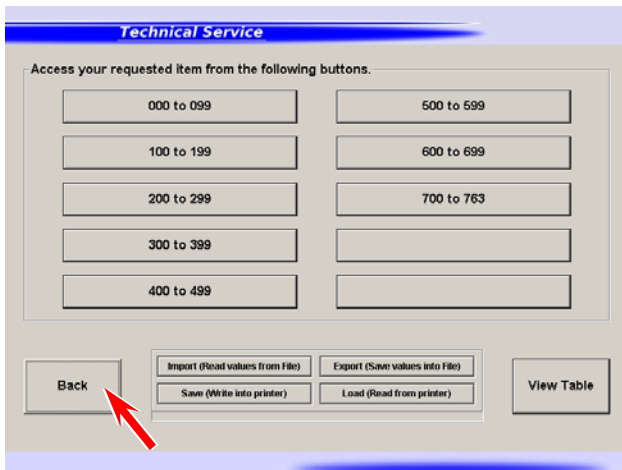 Technical Service
Access your requested item from the following buttons.
000 to 099
500 to 599
100 to 199
600 to 699
200 to 299
700 to 763
300 to 399
400 to 499
Import (Read values from File)
Export (Save values into File)
Back
Save (Write into printer)
Load (Read from printer)
View Table